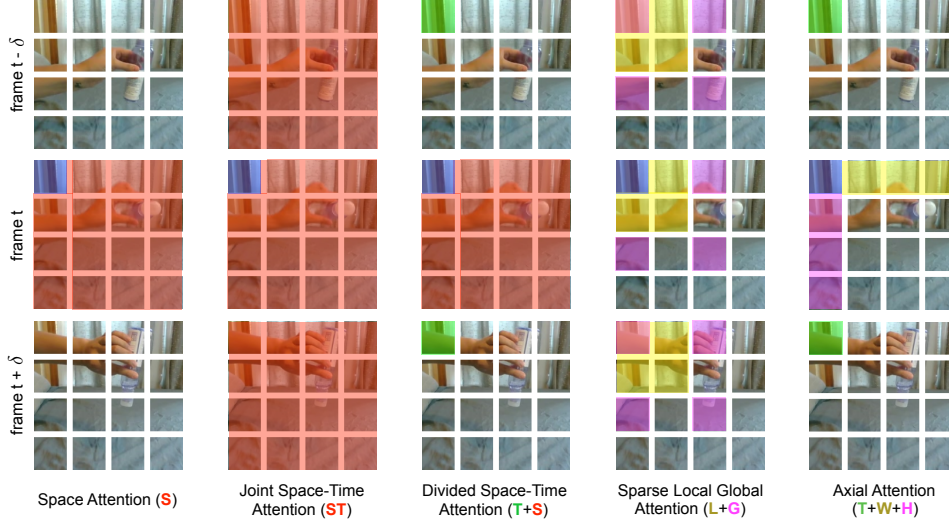 frame t - δ
frame t
frame t + δ
Space Attention (S)
Joint Space-Time
Attention (ST)
Divided Space-Time
Attention (T+S)
Sparse Local Global
Attention (L+G)
Axial Attention
(T+W+H)